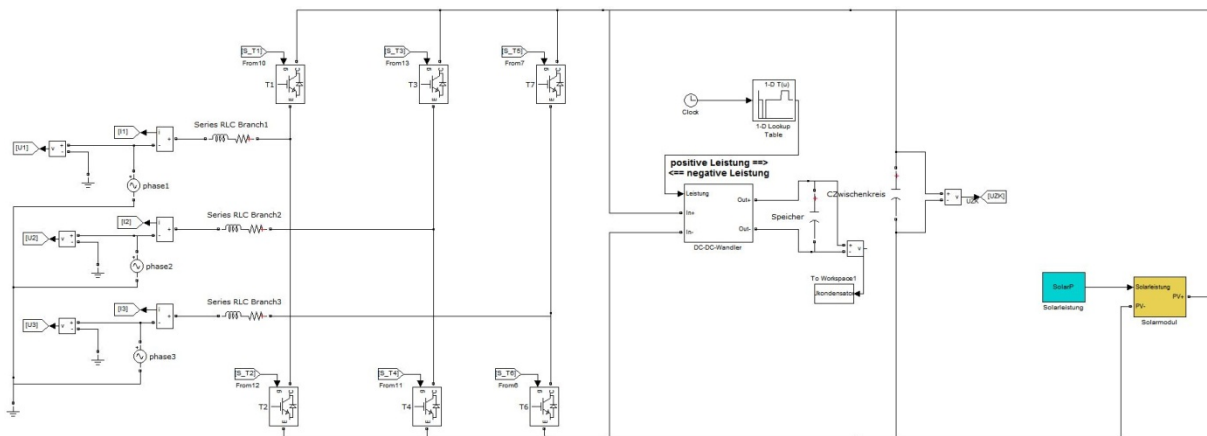 [S_T1]
From10
T1
[S_T3]
From13
T3
[S_T5]
From7
T7
Clock
1-D T(u)
1-D Lookup
Table
[I1]
i
+
-
Series RLC Branch1
[U1]
v
+
-
phase1
positive Leistung ==>
<== negative Leistung
Leistung
In+
In-
Out+
Out-
DC-DC-Wandler
Speicher
CZwischenkreis
+
-
v
UZK
[UZK]
[I2]
i
+
-
Series RLC Branch2
[U2]
v
+
-
phase2
+
-
v
To Workspace1
Jkondensator
SolarP
Solarleistung
Solarleistung
PV-
PV+
Solarmodul
[I3]
i
+
-
Series RLC Branch3
[U3]
v
+
-
phase3
[S_T2]
From12
T2
[S_T4]
From11
T4
[S_T6]
From6
T6